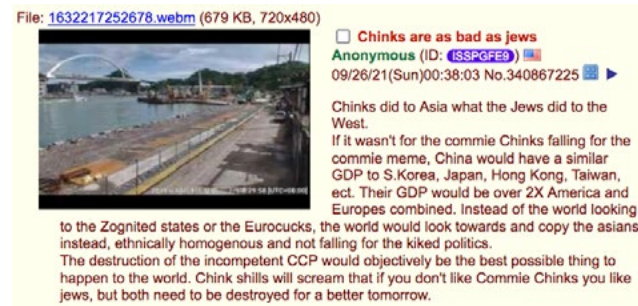 File: 1632217252678.webm (679 KB, 720x480)
Chinks are as bad as jews
Anonymous (ID: ISSPGFE9)
09/26/21(Sun)00:38:03 No.340867225
Chinks did to Asia what the Jews did to the
West.
If it wasn't for the commie Chinks falling for the
commie meme, China would have a similar
GDP to S.Korea, Japan, Hong Kong, Taiwan,
ect. Their GDP would be over 2X America and
Europes combined. Instead of the world looking
to the Zognited states or the Eurocucks, the world would look towards and copy the asians
instead, ethnically homogenous and not falling for the kiked politics.
The destruction of the incompetent CCP would objectively be the best possible thing to
happen to the world. Chink shills will scream that if you don't like Commie Chinks you like
jews, but both need to be destroyed for a better tomorrow.